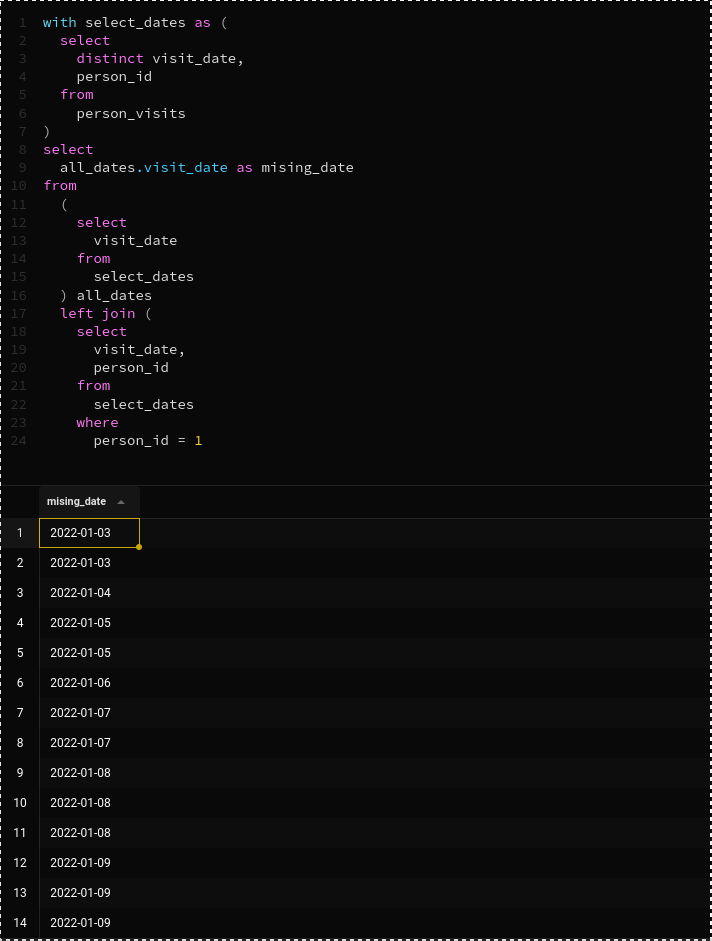 1 with select_dates as (
2 select
3 distinct visit_date,
4 person_id
5 from
6 person_visits
7 )
8 select
9 all_dates.visit_date as mising_date
10 from
11 (
12 select
13 visit_date
14 from
15 select_dates
16 ) all_dates
17 left join (
18 select
19 visit_date,
20 person_id
21 from
22 select_dates
23 where
24 person_id = 1
mising_date
1 2022-01-03
2 2022-01-03
3 2022-01-04
4 2022-01-05
5 2022-01-05
6 2022-01-06
7 2022-01-07
8 2022-01-07
9 2022-01-08
10 2022-01-08
11 2022-01-08
12 2022-01-09
13 2022-01-09
14 2022-01-09